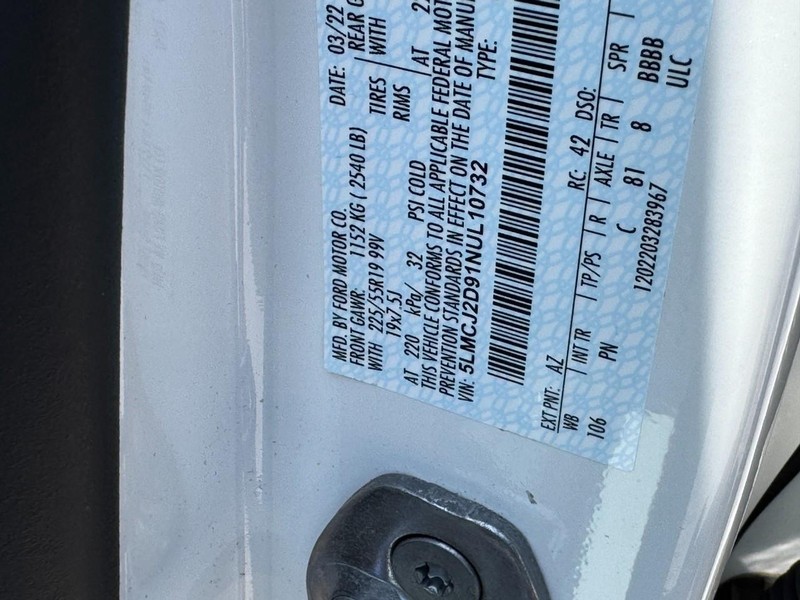 MFD. BY FORD MOTOR CO.
DATE: 03/22
FRONT GAWR: 1152 KG ( 2540 LB)
REAR G
WITH 225/55R19 99V
TIRES WITH
19x7.5J
RIMS
AT 220 kPa/ 32 PSI COLD
AT
THIS VEHICLE CONFORMS TO ALL APPLICABLE FEDERAL MOT
PREVENTION STANDARDS IN EFFECT ON THE DATE OF MANU
VIN: 5LMCJ2D91NUL10732
TYPE:
EXT PNT: AZ RC: 42 DSO:
WB INT TR TP/PS R AXLE TR SPR
106 PN C 81 8 BBBB
1202203283967 ULC